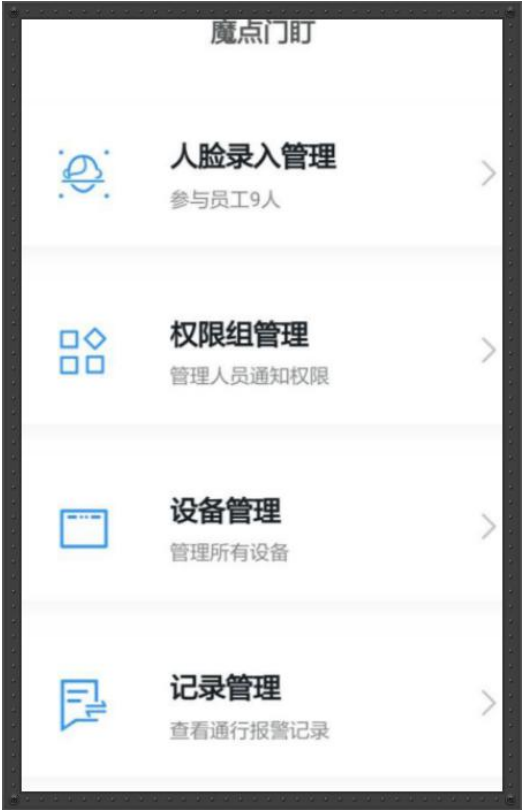 魔点门盯
人脸录入管理
参与员工9人
权限组管理
管理人员通知权限
设备管理
管理所有设备
记录管理
查看通行报警记录